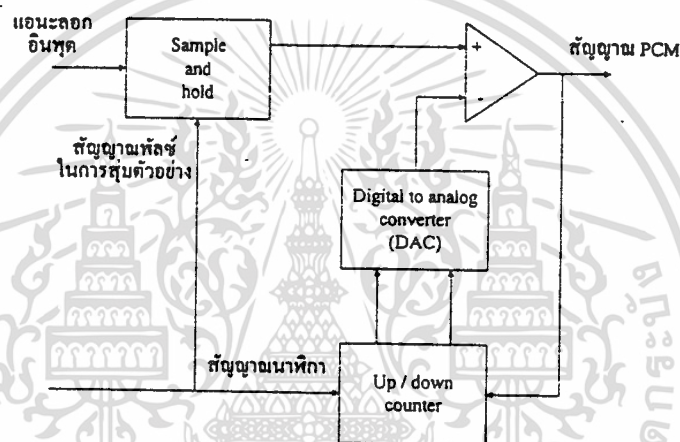 แอนะลอก
อินพุต
Sample
and
hold
+
-
สัญญาณ PCM
สัญญาณพัลซ์
ในการสุ่มตัวอย่าง
Digital to analog
converter
(DAC)
สัญญาณนาฬิกา
Up / down
counter